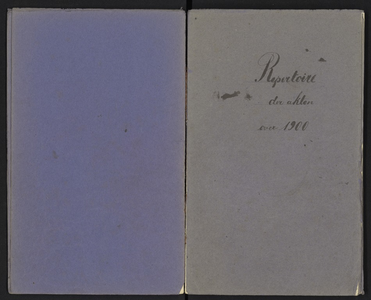 Repertoire
der akten
over 1900